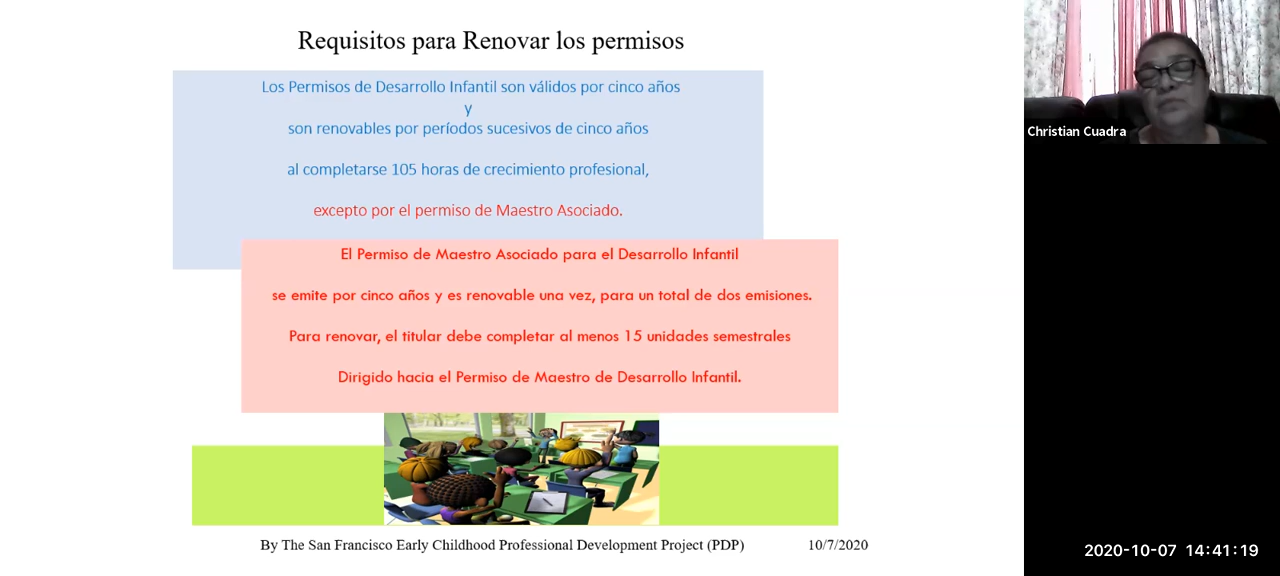 Requisitos para Renovar los permisos
Los Permisos de Desarrollo Infantil son válidos por cinco años
y
son renovables por períodos sucesivos de cinco años
al completarse 105 horas de crecimiento profesional,
excepto por el permiso de Maestro Asociado.
El Permiso de Maestro Asociado para el Desarrollo Infantil
se emite por cinco años y es renovable una vez, para un total de dos emisiones.
Para renovar, el titular debe completar al menos 15 unidades semestrales
Dirigido hacia el Permiso de Maestro de Desarrollo Infantil.
By The San Francisco Early Childhood Professional Development Project (PDP)
10/7/2020
Christian Cuadra
2020-10-07 14:41:19